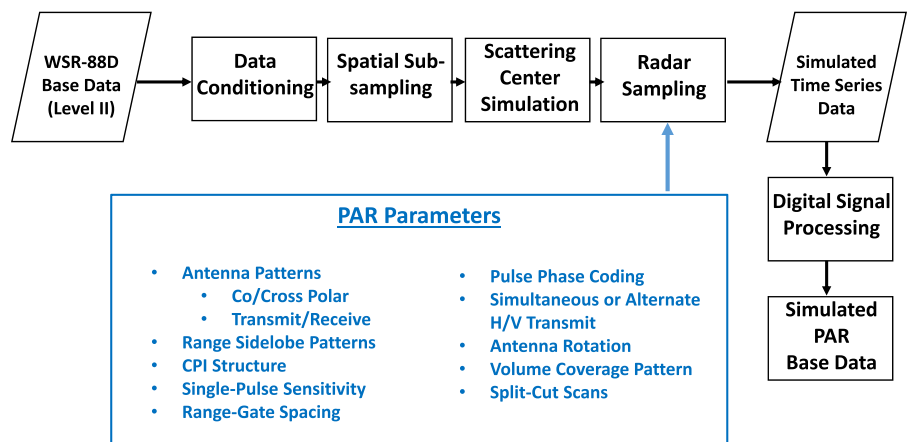 WSR-88D
Base Data
(Level II)
Data
Conditioning
Spatial Sub-
sampling
Scattering
Center
Simulation
Radar
Sampling
Simulated
Time Series
Data
Digital Signal
Processing
Simulated
PAR
Base Data
PAR Parameters
• Antenna Patterns
• Co/Cross Polar
• Transmit/Receive
• Range Sidelobe Patterns
• CPI Structure
• Single-Pulse Sensitivity
• Range-Gate Spacing
• Pulse Phase Coding
• Simultaneous or Alternate
H/V Transmit
• Antenna Rotation
• Volume Coverage Pattern
• Split-Cut Scans